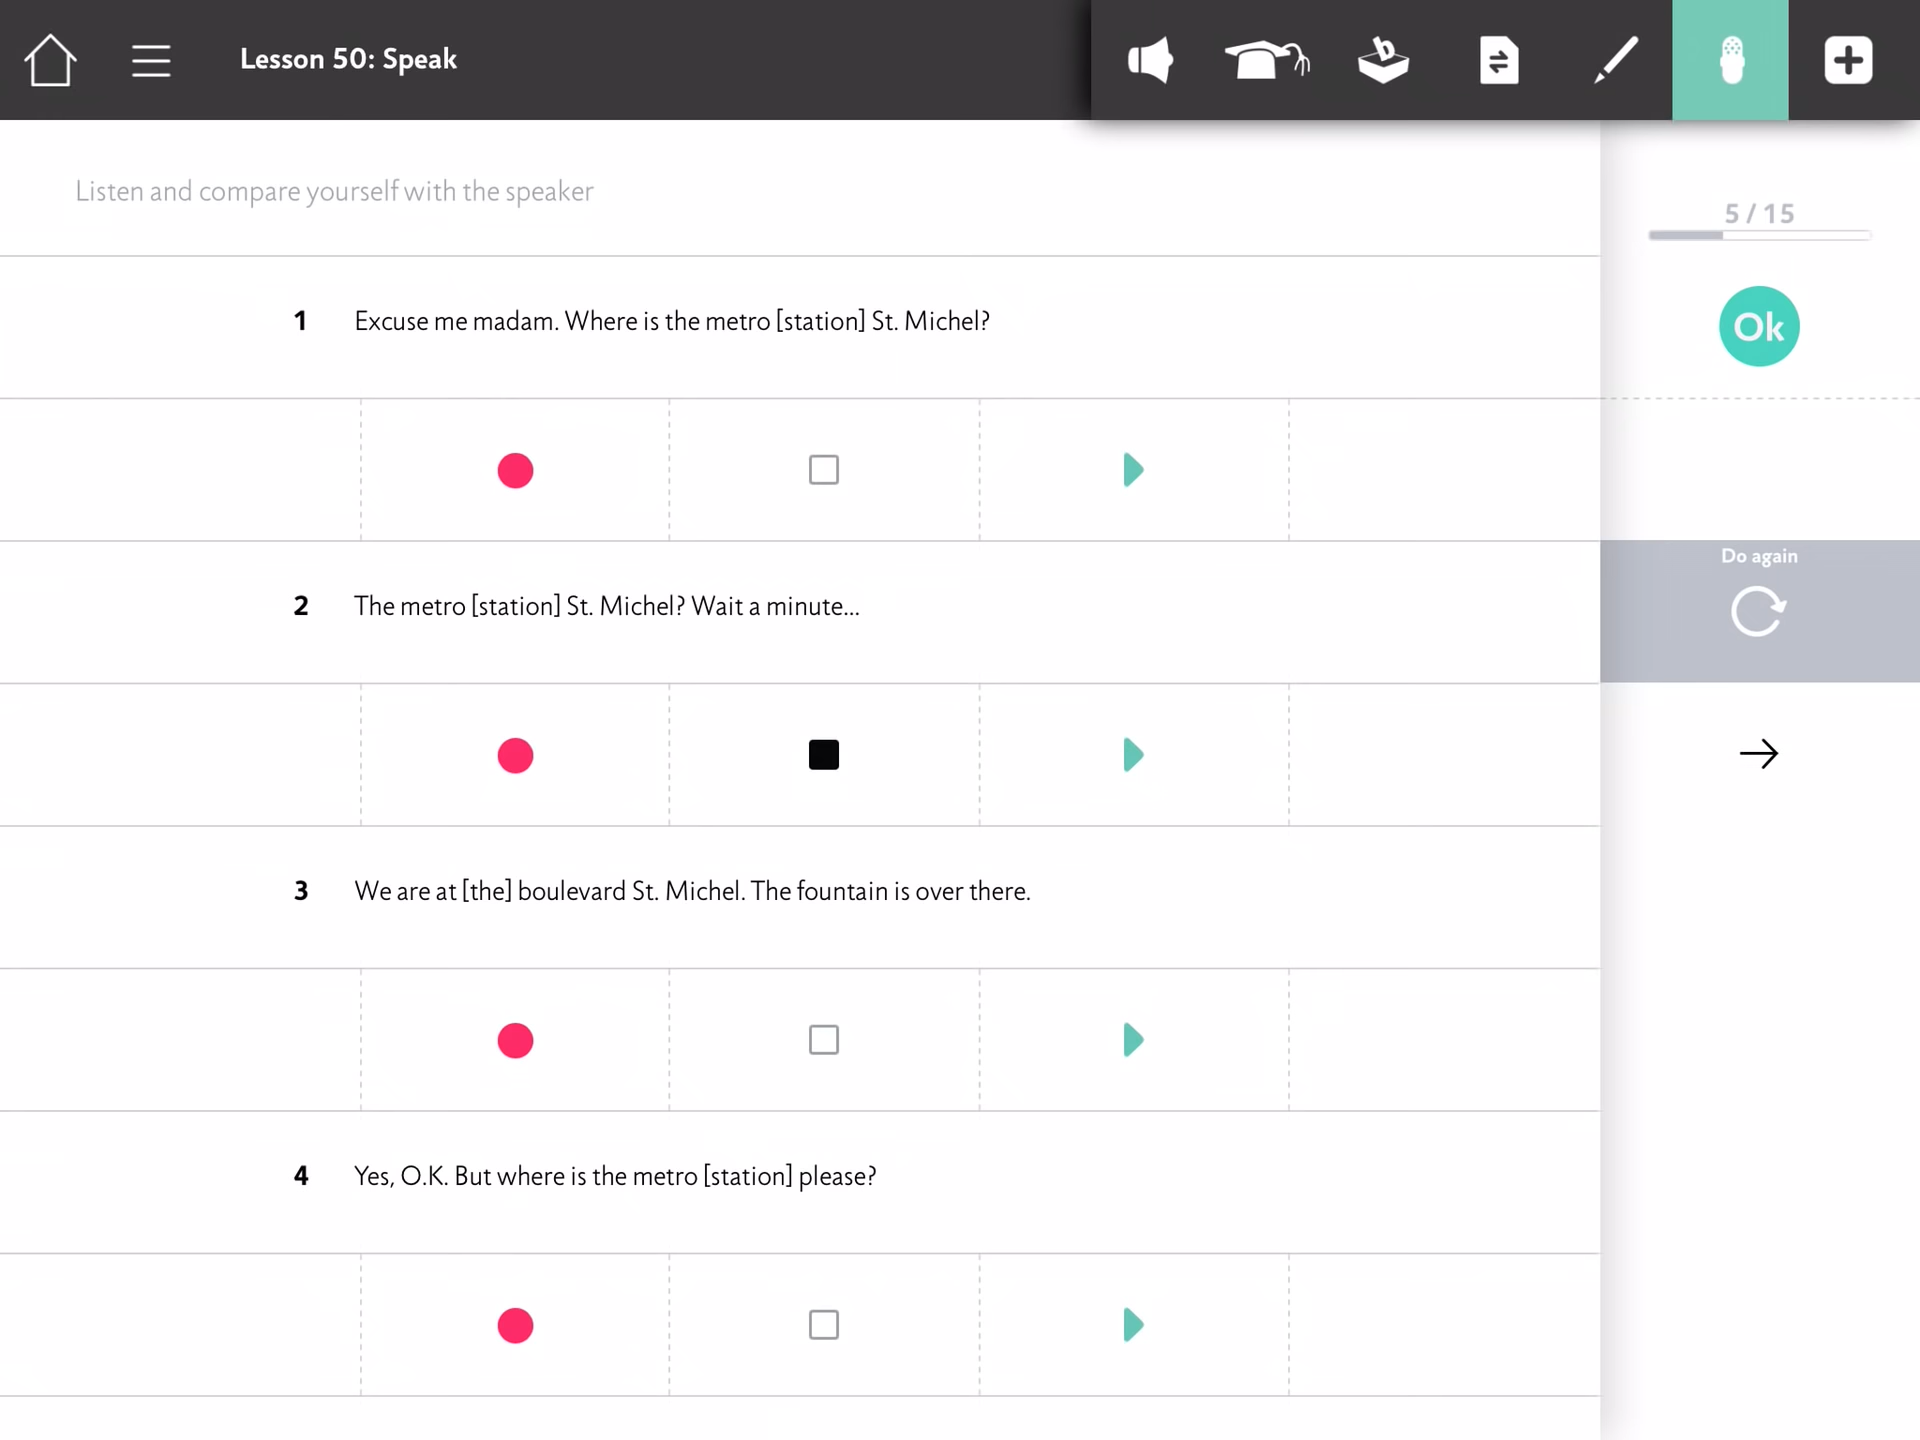 Lesson 50: Speak
Listen and compare yourself with the speaker
5 / 15
1 Excuse me madam. Where is the metro [station] St. Michel?
Ok
2 The metro [station] St. Michel? Wait a minute...
Do again
3 We are at [the] boulevard St. Michel. The fountain is over there.
4 Yes, O.K. But where is the metro [station] please?